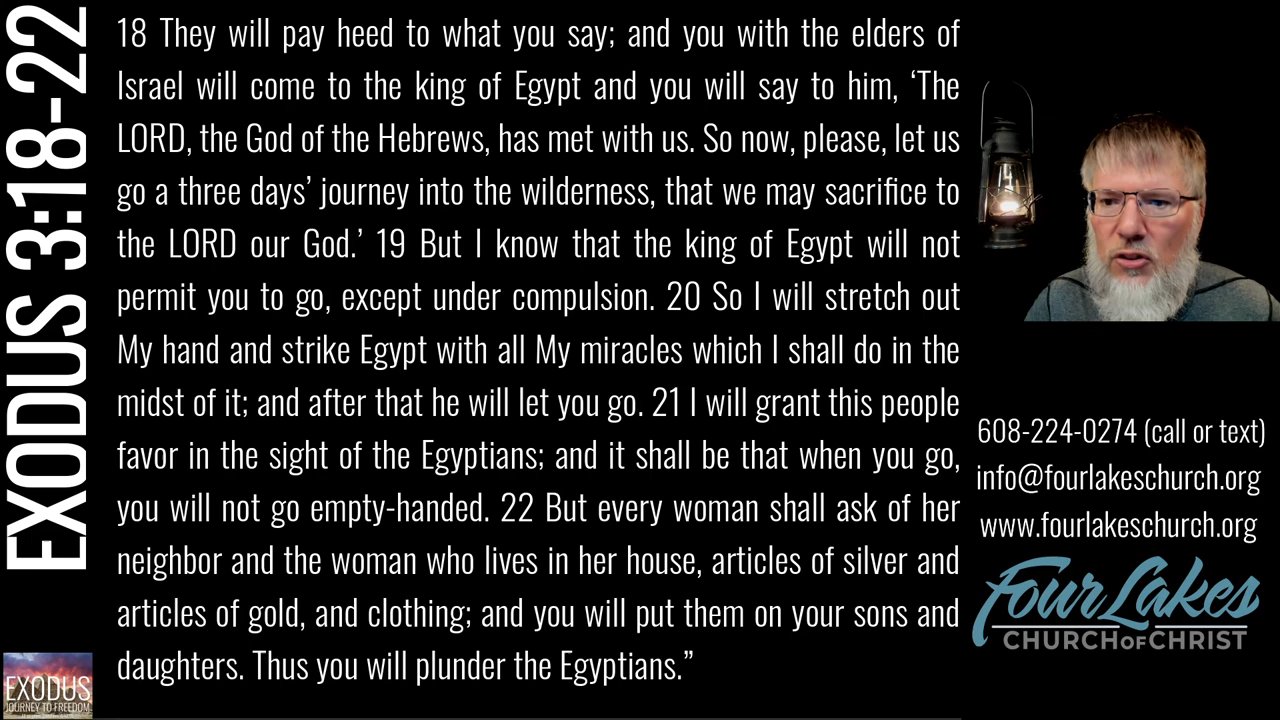 EXODUS 3:18-22
18 They will pay heed to what you say; and you with the elders of
Israel will come to the king of Egypt and you will say to him, ‘The
LORD, the God of the Hebrews, has met with us. So now, please, let us
go a three days’ journey into the wilderness, that we may sacrifice to
the LORD our God.’ 19 But I know that the king of Egypt will not
permit you to go, except under compulsion. 20 So I will stretch out
My hand and strike Egypt with all My miracles which I shall do in the
midst of it; and after that he will let you go. 21 I will grant this people
favor in the sight of the Egyptians; and it shall be that when you go,
you will not go empty-handed. 22 But every woman shall ask of her
neighbor and the woman who lives in her house, articles of silver and
articles of gold, and clothing; and you will put them on your sons and
daughters. Thus you will plunder the Egyptians.”
608-224-0274 (call or text)
info@fourlakeschurch.org
www.fourlakeschurch.org
Four Lakes
CHURCH OF CHRIST
EXODUS
JOURNEY TO FREEDOM